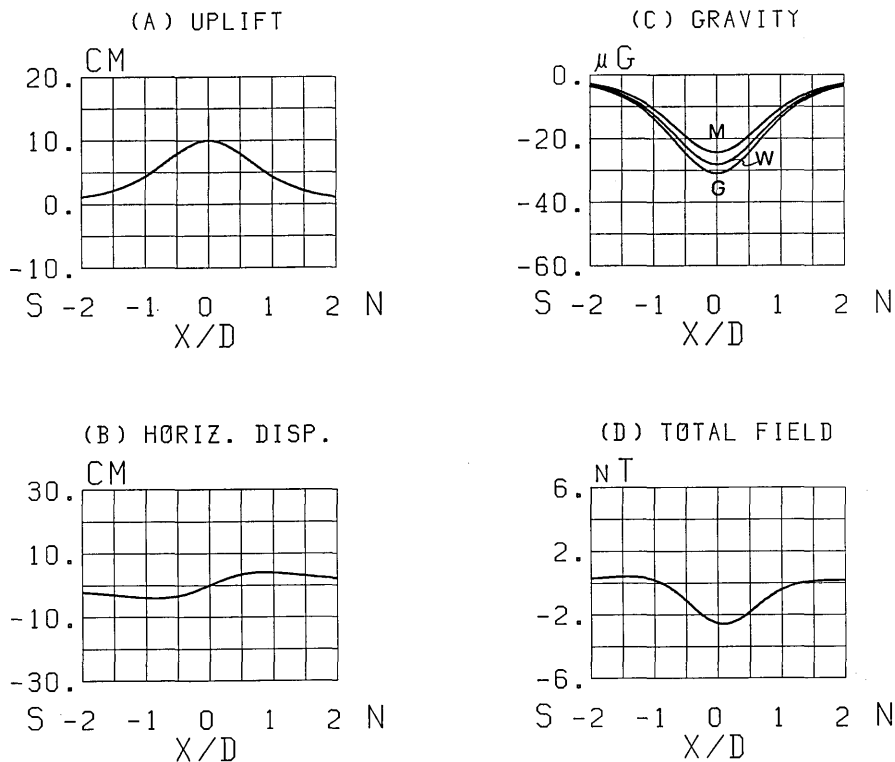 (A) UPLIFT
CM
20.
10.
0.
-10.
S -2 -1 0 1 2 N
X/D
(C) GRAVITY
μG
0.
-20.
-40.
-60.
M
W
G
S -2 -1 0 1 2 N
X/D
(B) HØRIZ. DISP.
CM
30.
10.
-10.
-30.
S -2 -1 0 1 2 N
X/D
(D) TØTAL FIELD
NT
6.
2.
-2.
-6.
S -2 -1 0 1 2 N
X/D